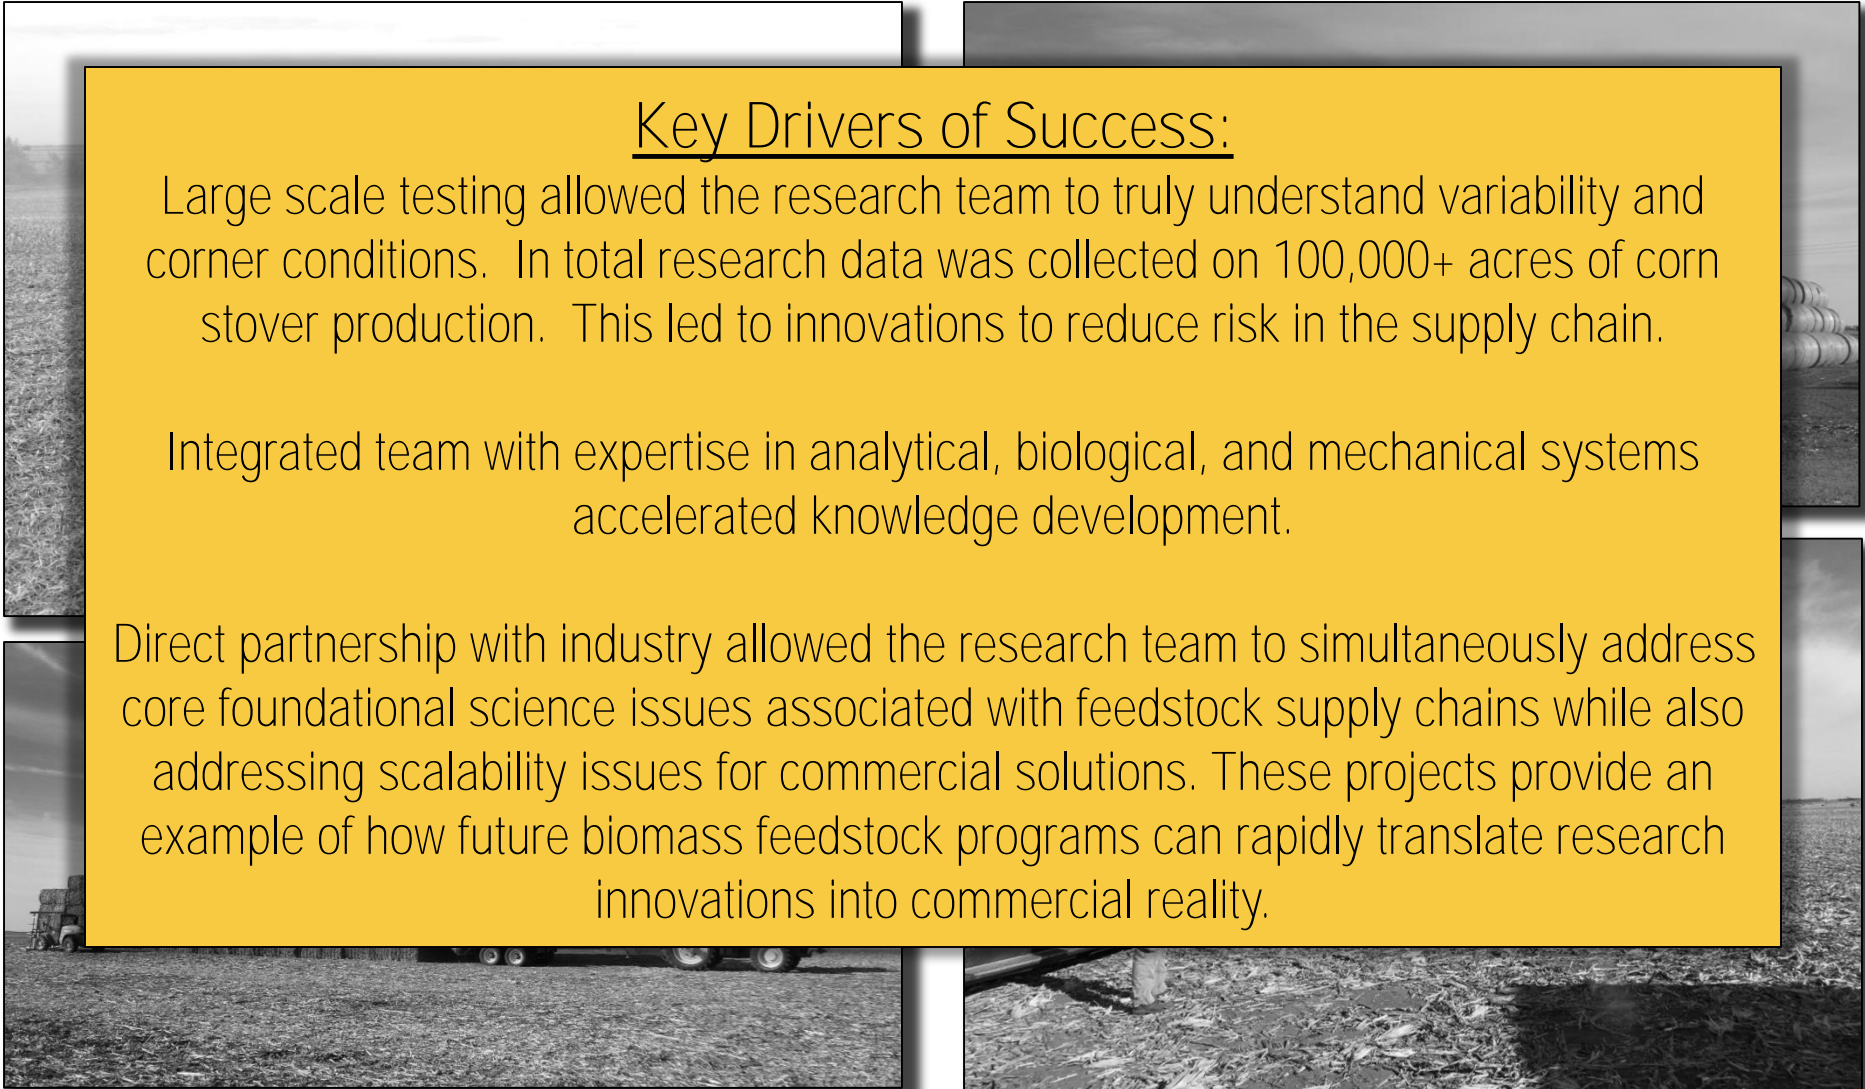 Key Drivers of Success:
Large scale testing allowed the research team to truly understand variability and
corner conditions.  In total research data was collected on 100,000+ acres of corn
stover production.  This led to innovations to reduce risk in the supply chain.
Integrated team with expertise in analytical, biological, and mechanical systems
accelerated knowledge development.
Direct partnership with industry allowed the research team to simultaneously address
core foundational science issues associated with feedstock supply chains while also
addressing scalability issues for commercial solutions. These projects provide an
example of how future biomass feedstock programs can rapidly translate research
innovations into commercial reality.